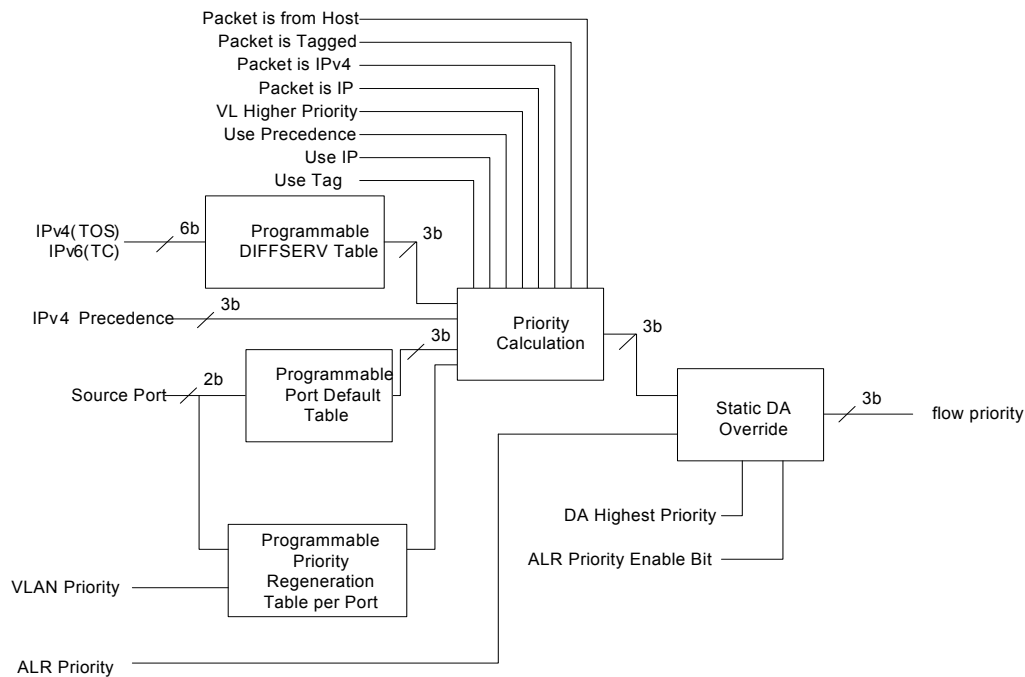 Packet is from Host
Packet is Tagged
Packet is IPv4
Packet is IP
VL Higher Priority
Use Precedence
Use IP
Use Tag
IPv4(TOS)
IPv6(TC)
6b
Programmable
DIFFSERV Table
3b
IPv4 Precedence
3b
Priority
Calculation
3b
3b
Source Port
2b
Programmable
Port Default
Table
Static DA
Override
3b
flow priority
DA Highest Priority
ALR Priority Enable Bit
Programmable
Priority
Regeneration
Table per Port
VLAN Priority
ALR Priority